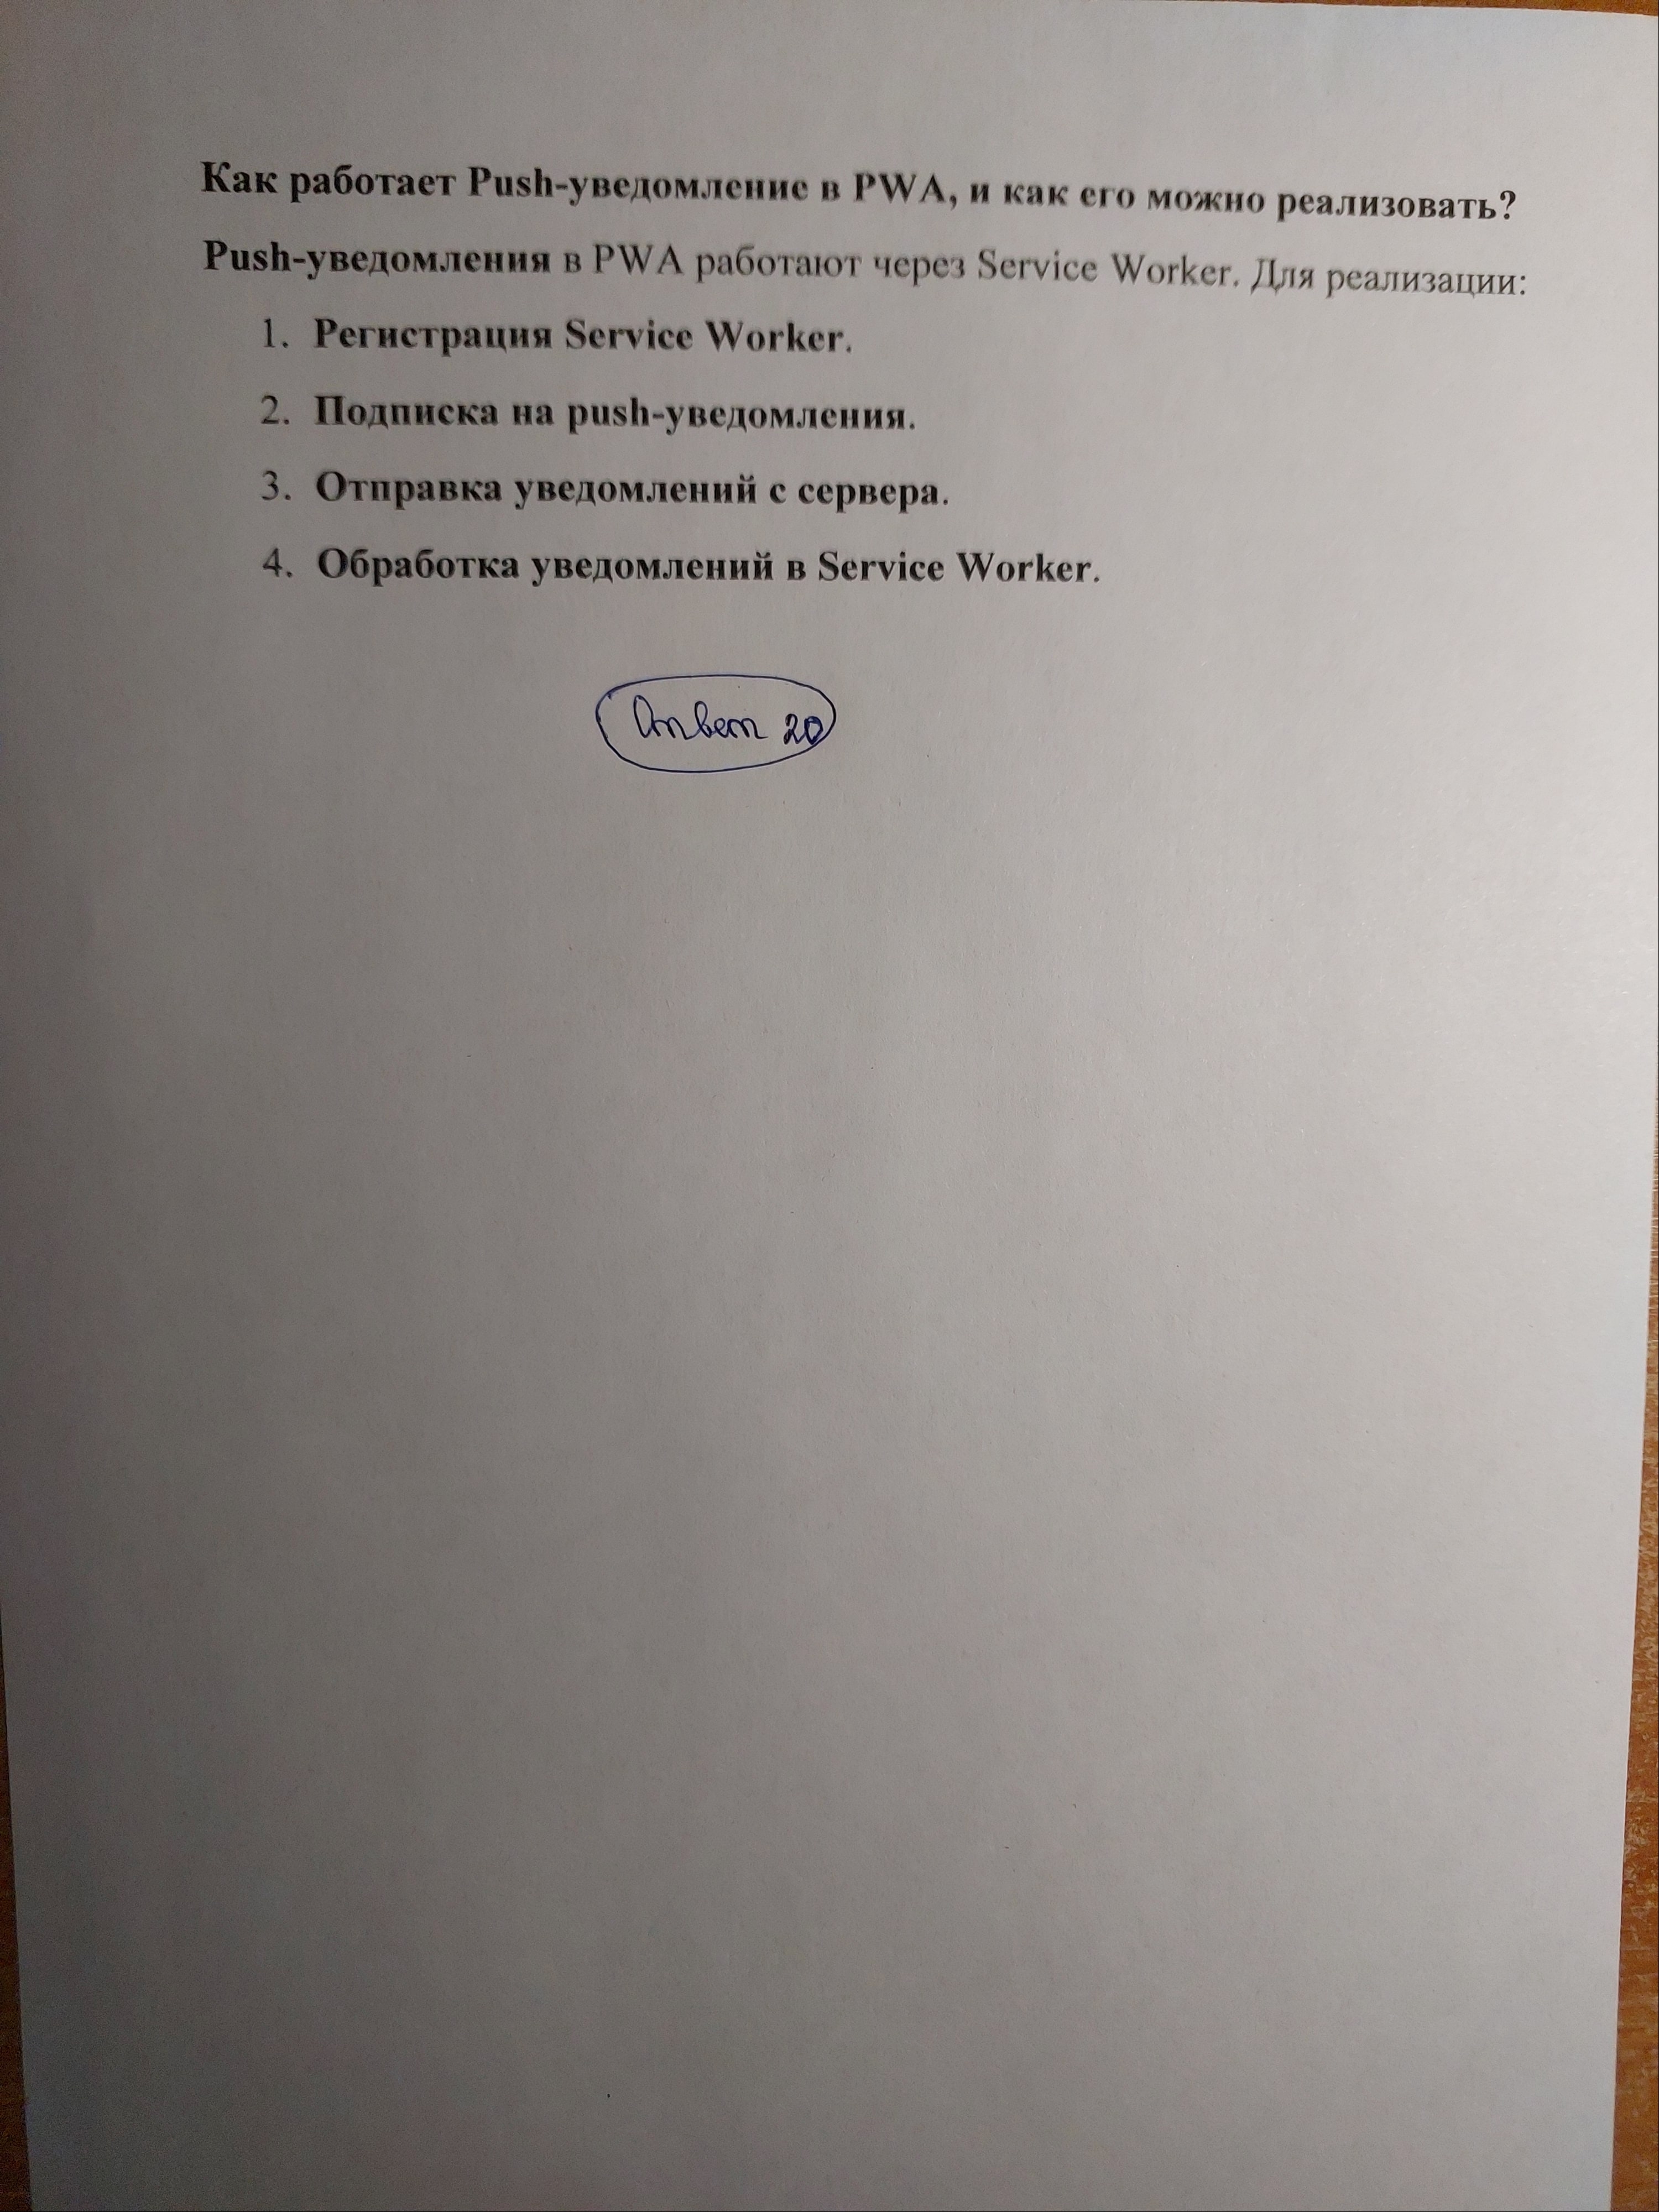 Как работает Push-уведомление в PWA, и как его можно реализовать?
Push-уведомления в PWA работают через Service Worker. Для реализации:
1. Регистрация Service Worker.
2. Подписка на push-уведомления.
3. Отправка уведомлений с сервера.
4. Обработка уведомлений в Service Worker.
Ответ 20